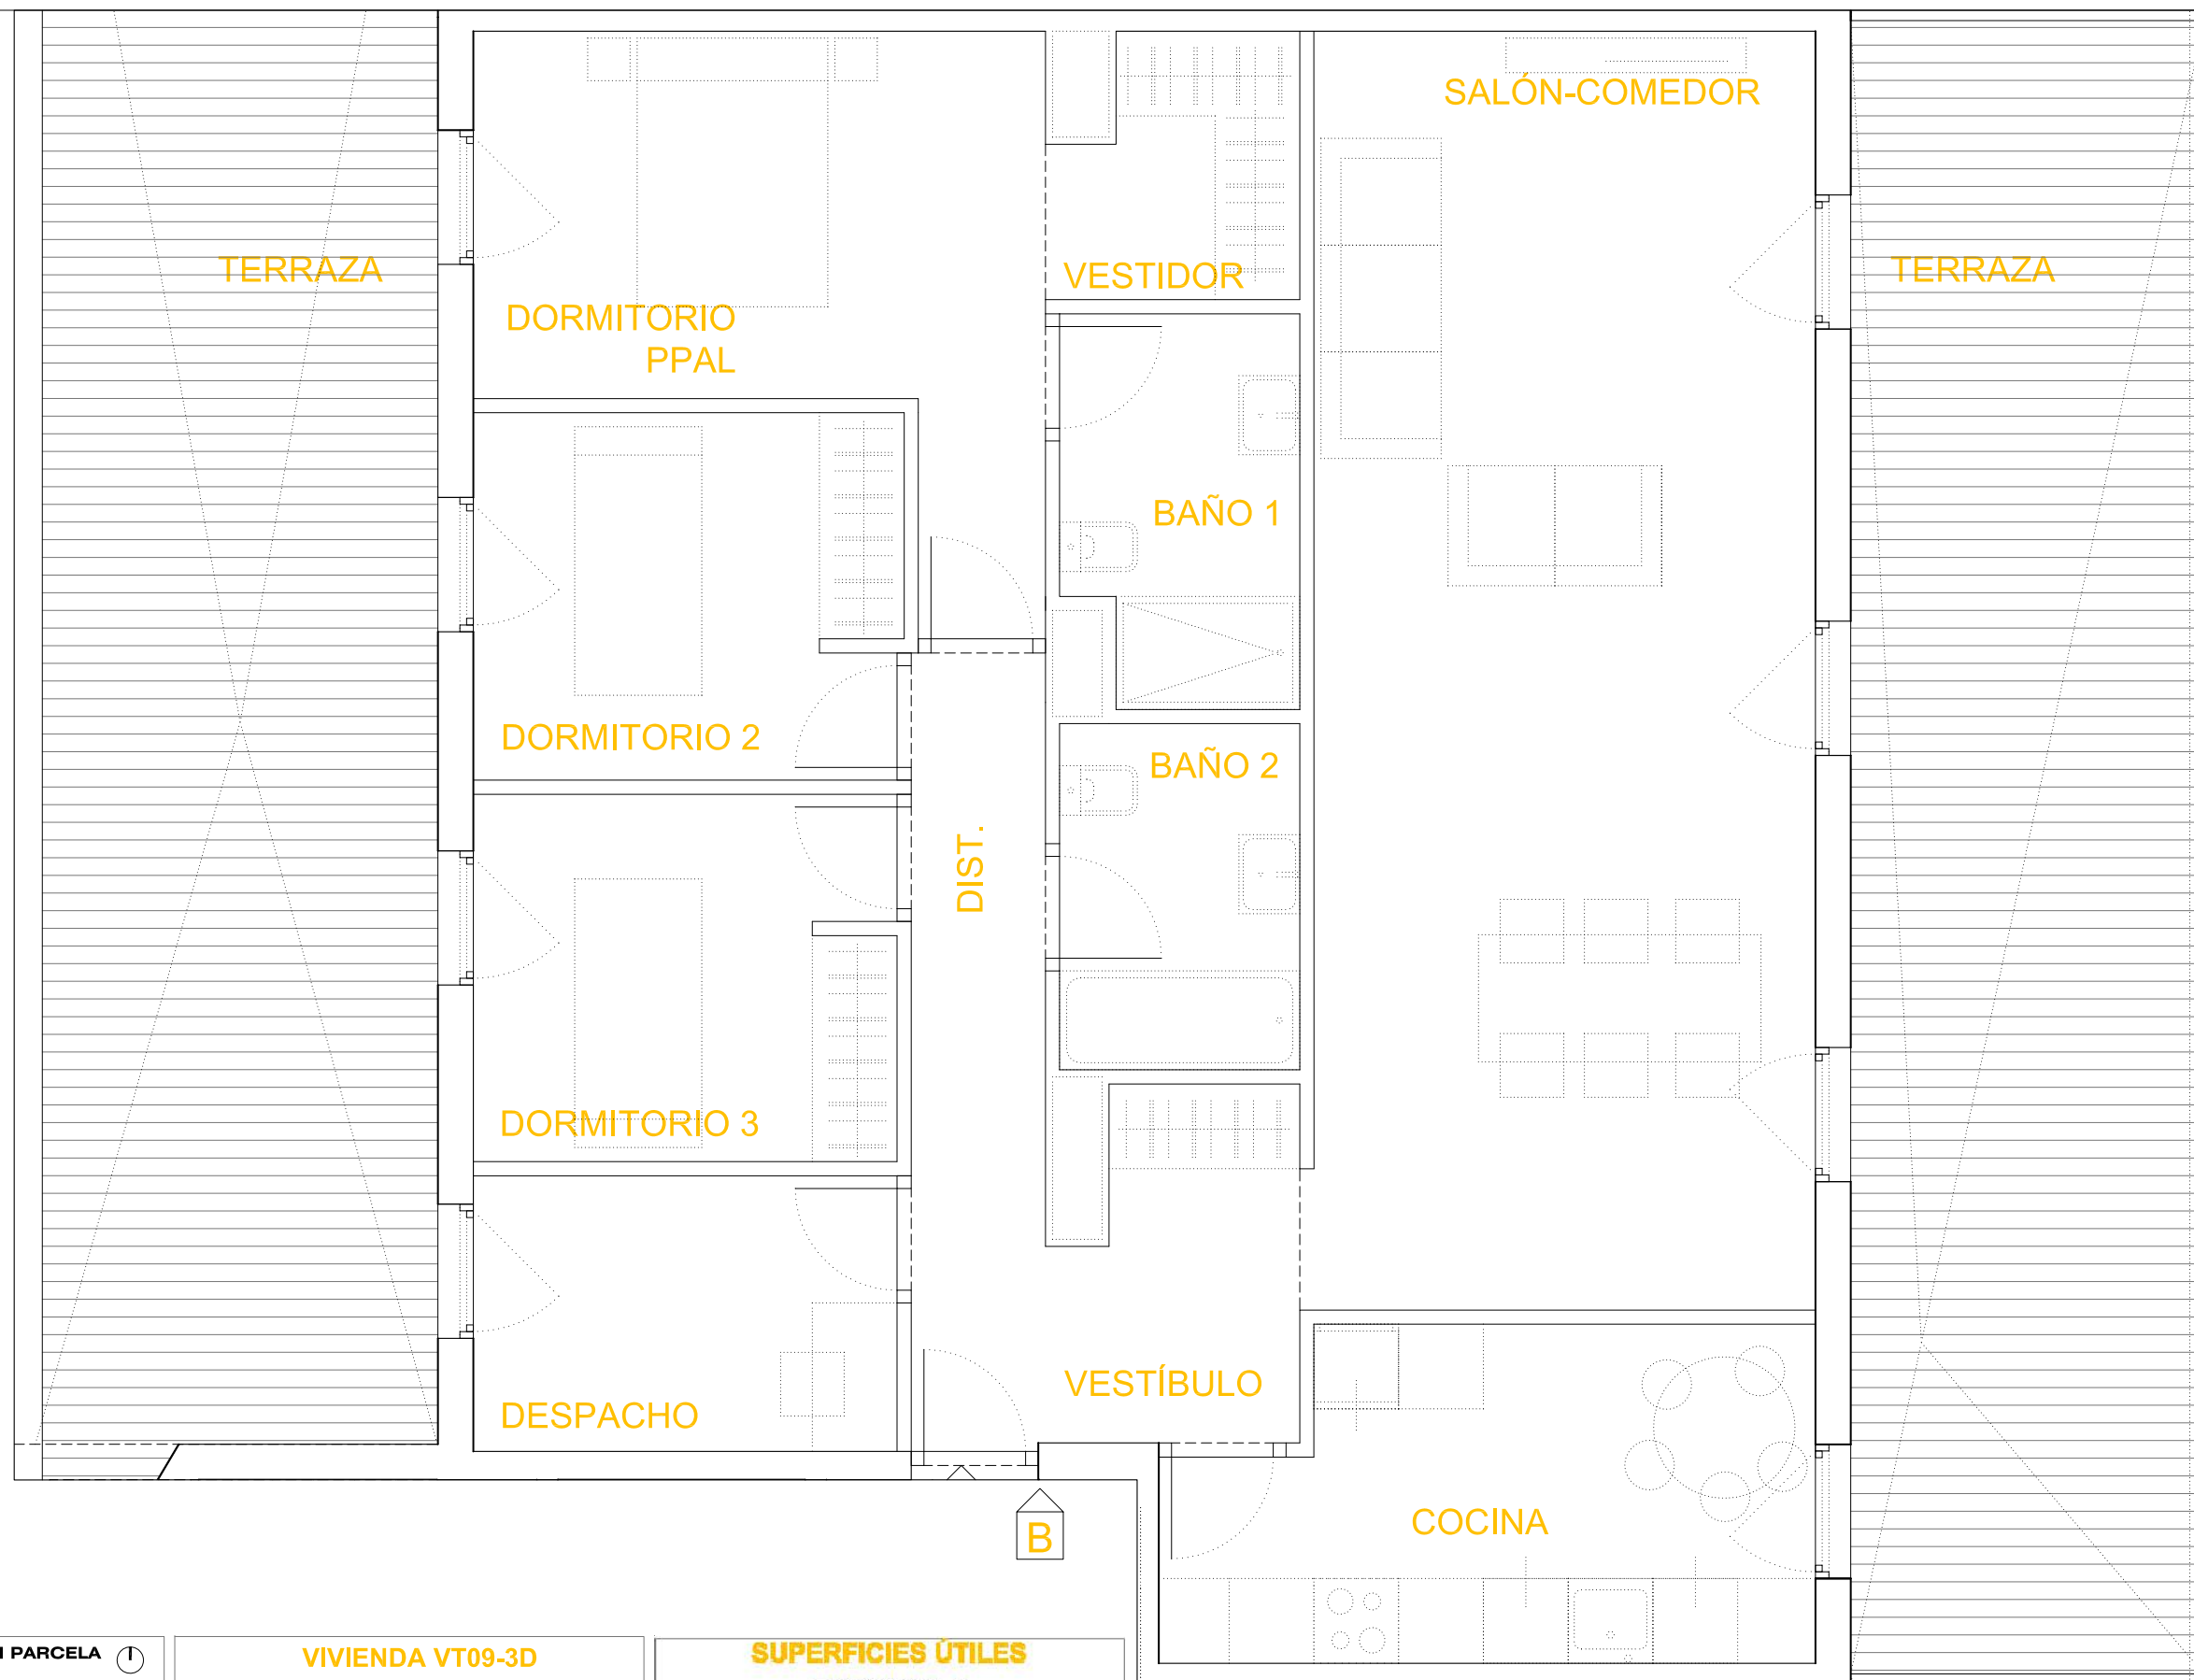 SALÓN-COMEDOR
TERRAZA
VESTIDOR
TERRAZA
DORMITORIO
PPAL
BAÑO 1
DORMITORIO 2
BAÑO 2
DIST.
DORMITORIO 3
VESTÍBULO
DESPACHO
COCINA
B
PARCELA
VIVIENDA VT09-3D
SUPERFICIES ÚTILES